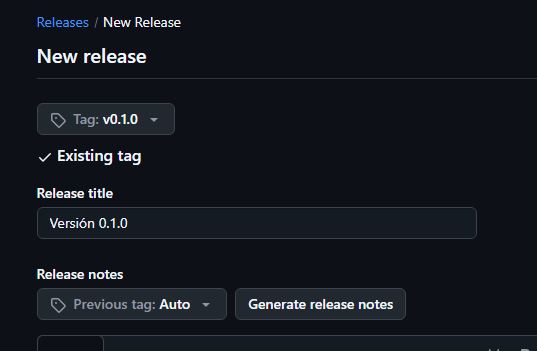 Releases / New Release
New release
Tag: v0.1.0
Existing tag
Release title
Versión 0.1.0
Release notes
Previous tag: Auto Generate release notes